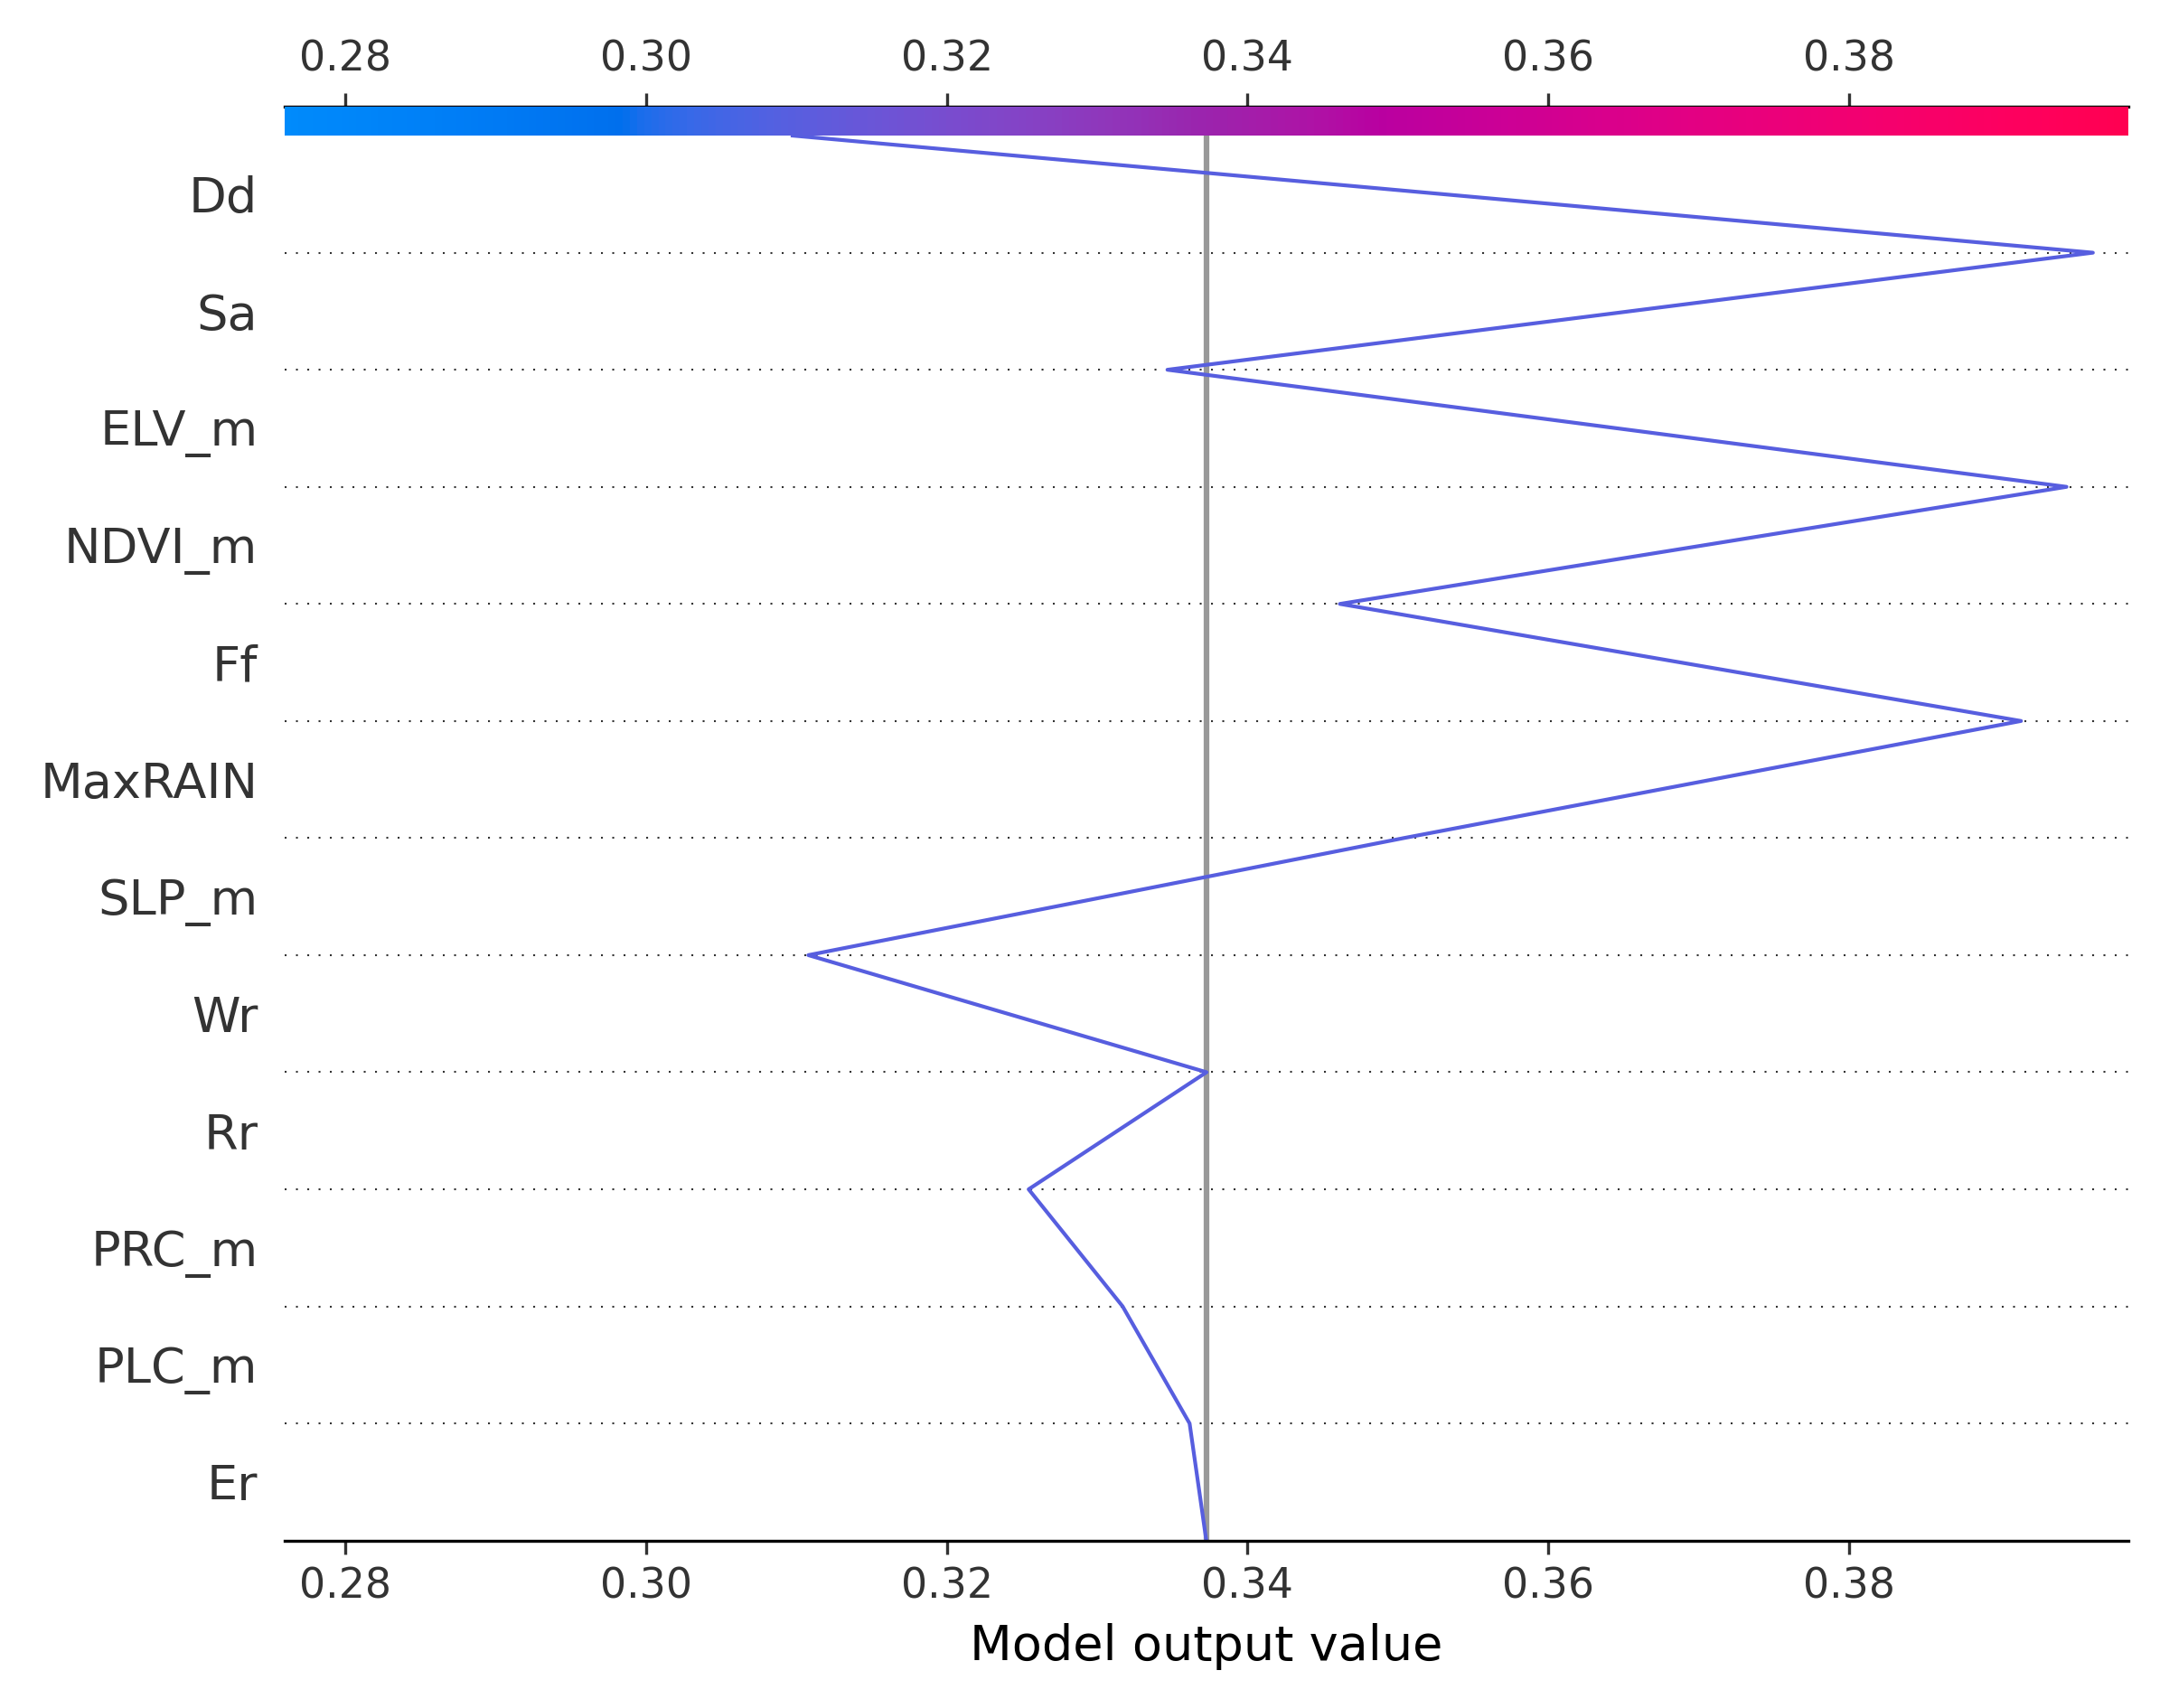 0.28 0.30 0.32 0.34 0.36 0.38
Dd
Sa
ELV_m
NDVI_m
Ff
MaxRAIN
SLP_m
Wr
Rr
PRC_m
PLC_m
Er
0.28 0.30 0.32 0.34 0.36 0.38
Model output value